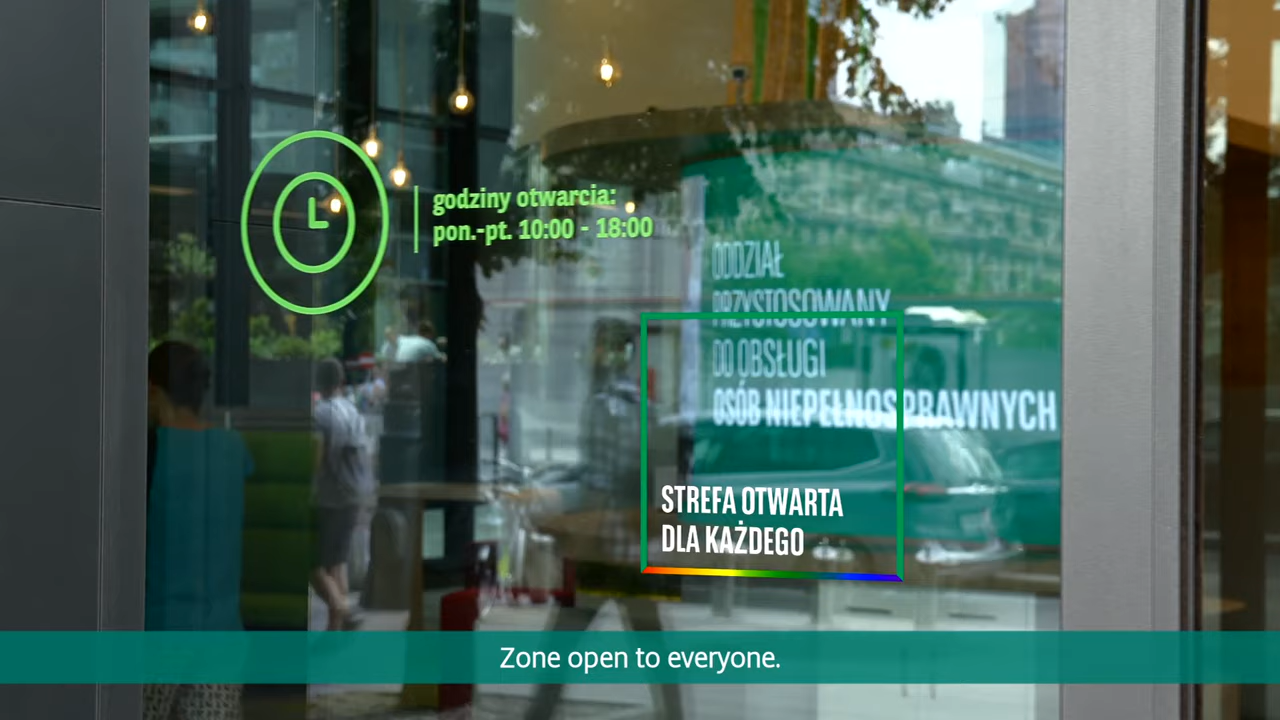 godziny otwarcia:
pon.-pt. 10:00 - 18:00
ODDZIAŁ
PRZYSTOSOWANY
DO OBSŁUGI
OSÓB NIEPEŁNOSPRAWNYCH
STREFA OTWARTA
DLA KAŻDEGO
Zone open to everyone.